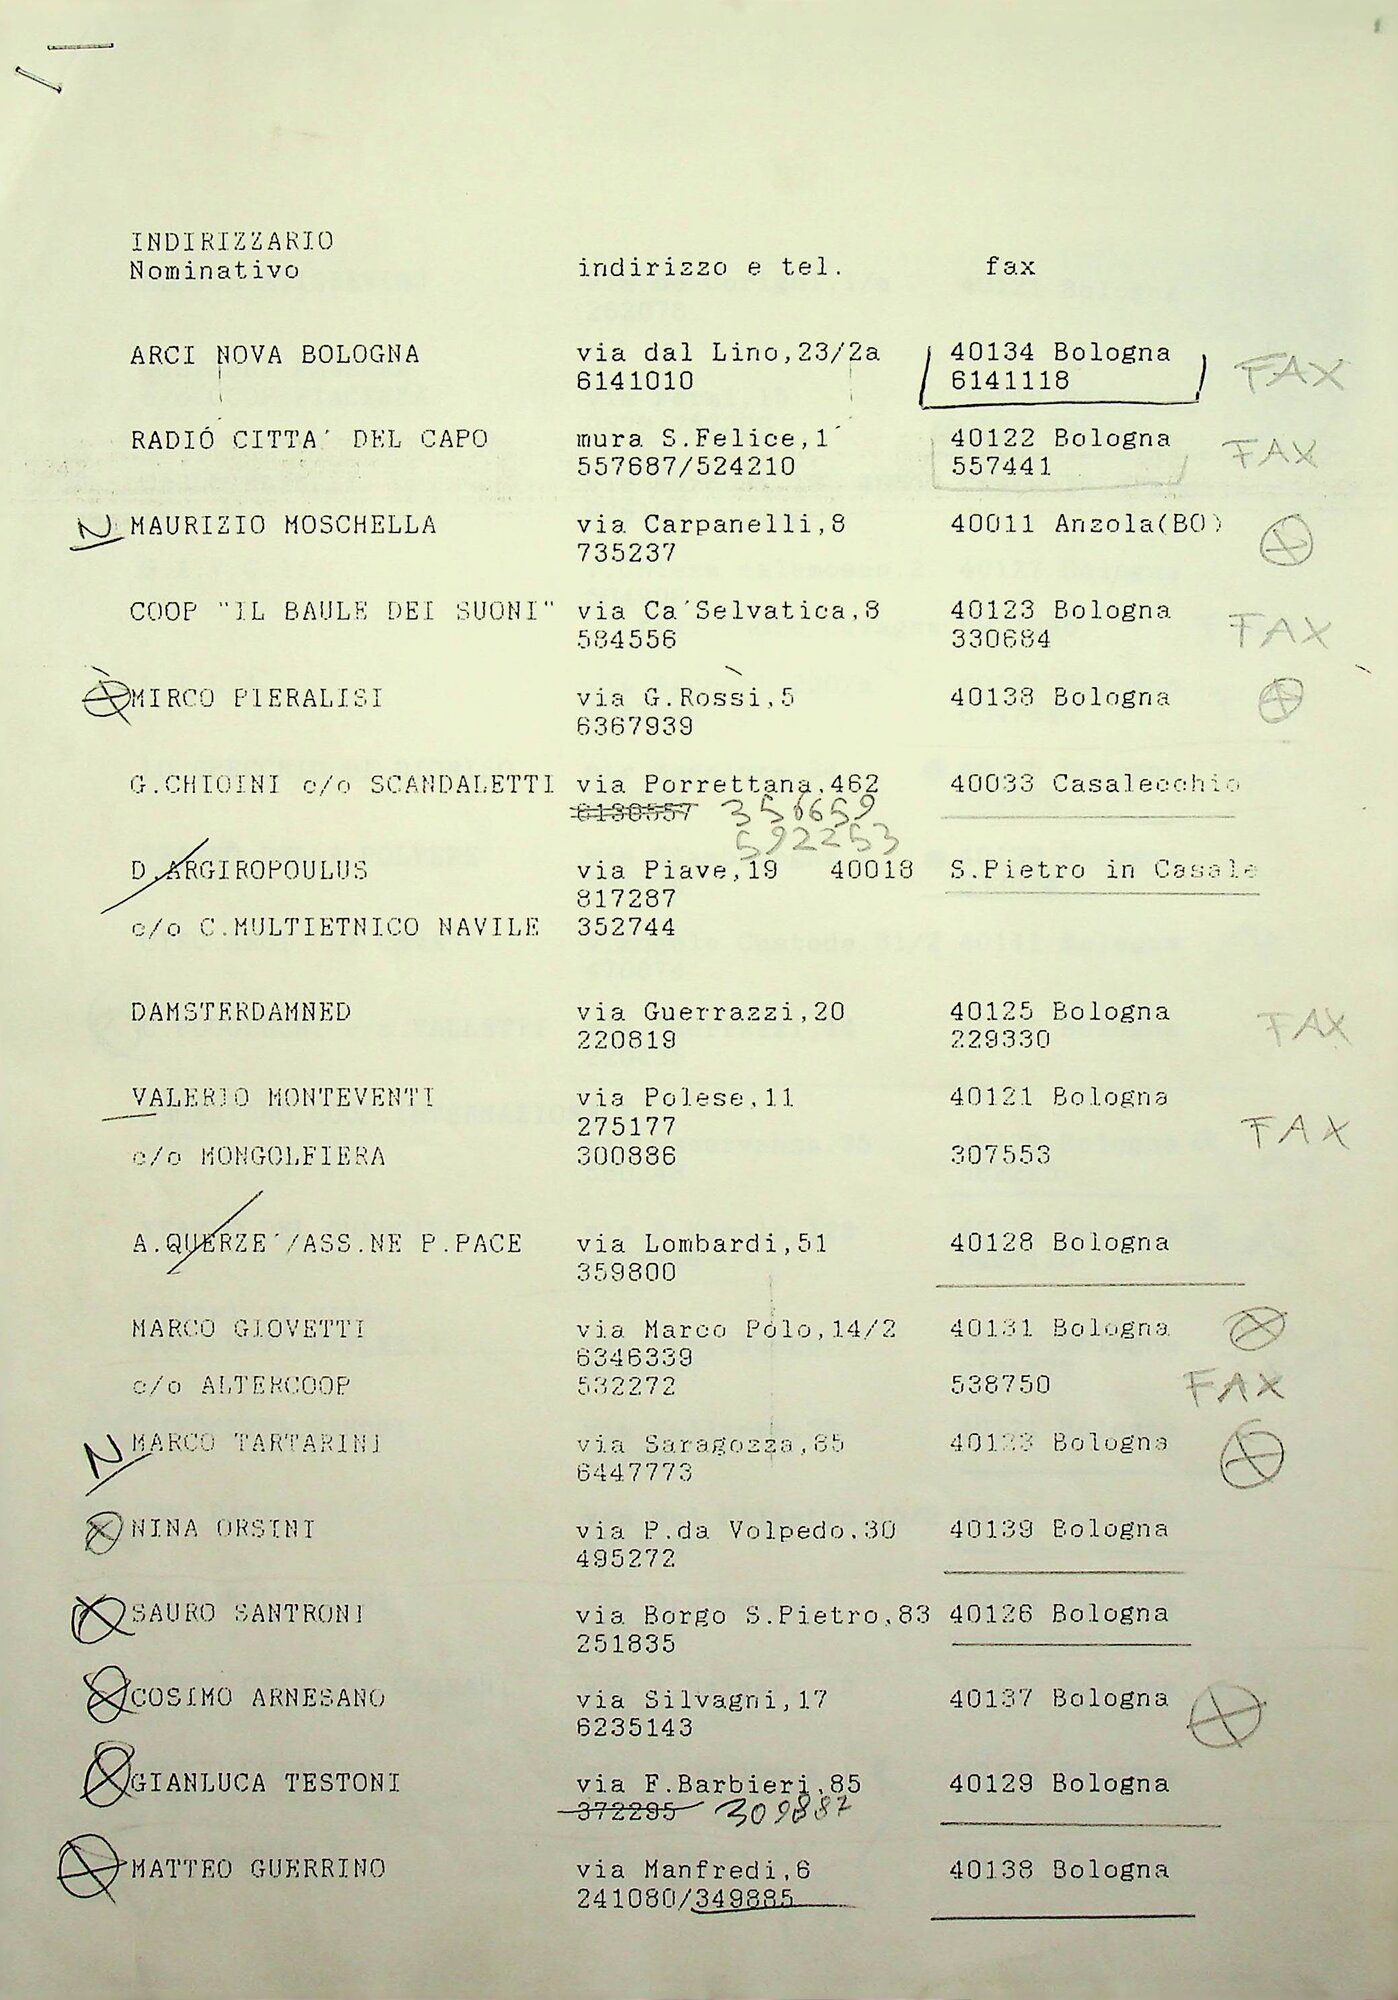 INDIRIZZARIO
Nominativo indirizzo e tel. fax
ARCI NOVA BOLOGNA via dal Lino,23/2a 40134 Bologna FAX
6141010 6141118
RADIÓ CITTA´ DEL CAPO mura S.Felice,1 40122 Bologna FAX
557687/524210 557441
N MAURIZIO MOSCHELLA via Carpanelli,8 40011 Anzola(BO)
735237
COOP "IL BAULE DEI SUONI" via Ca´Selvatica,8 40123 Bologna FAX
584556 330684
MIRCO PIERALISI via G.Rossi,5 40138 Bologna
6367939
G.CHIOINI c/o SCANDALETTI via Porrettana,462 40033 Casalecchio
6130557 356659
592253
D.ARGIROPOULUS via Piave,19 40018 S.Pietro in Casale
817287
c/o C.MULTIETNICO NAVILE 352744
DAMSTERDAMNED via Guerrazzi,20 40125 Bologna FAX
220819 229330
VALERIO MONTEVENTI via Polese,11 40121 Bologna
275177 FAX
c/o MONGOLFIERA 300886 307553
A.QUERZE´/ASS.NE P.PACE via Lombardi,51 40128 Bologna
359800
MARCO GIOVETTI via Marco Polo,14/2 40131 Bologna
6346339
c/o ALTERCOOP 532272 538750 FAX
N MARCO TARTARINI via Saragozza,85 40123 Bologna
6447773
NINA ORSINI via P.da Volpedo,30 40139 Bologna
495272
SAURO SANTRONI via Borgo S.Pietro,83 40126 Bologna
251835
COSIMO ARNESANO via Silvagni,17 40137 Bologna
6235143
GIANLUCA TESTONI via F.Barbieri,85 40129 Bologna
372295 309887
MATTEO GUERRINO via Manfredi,6 40138 Bologna
241080/349885